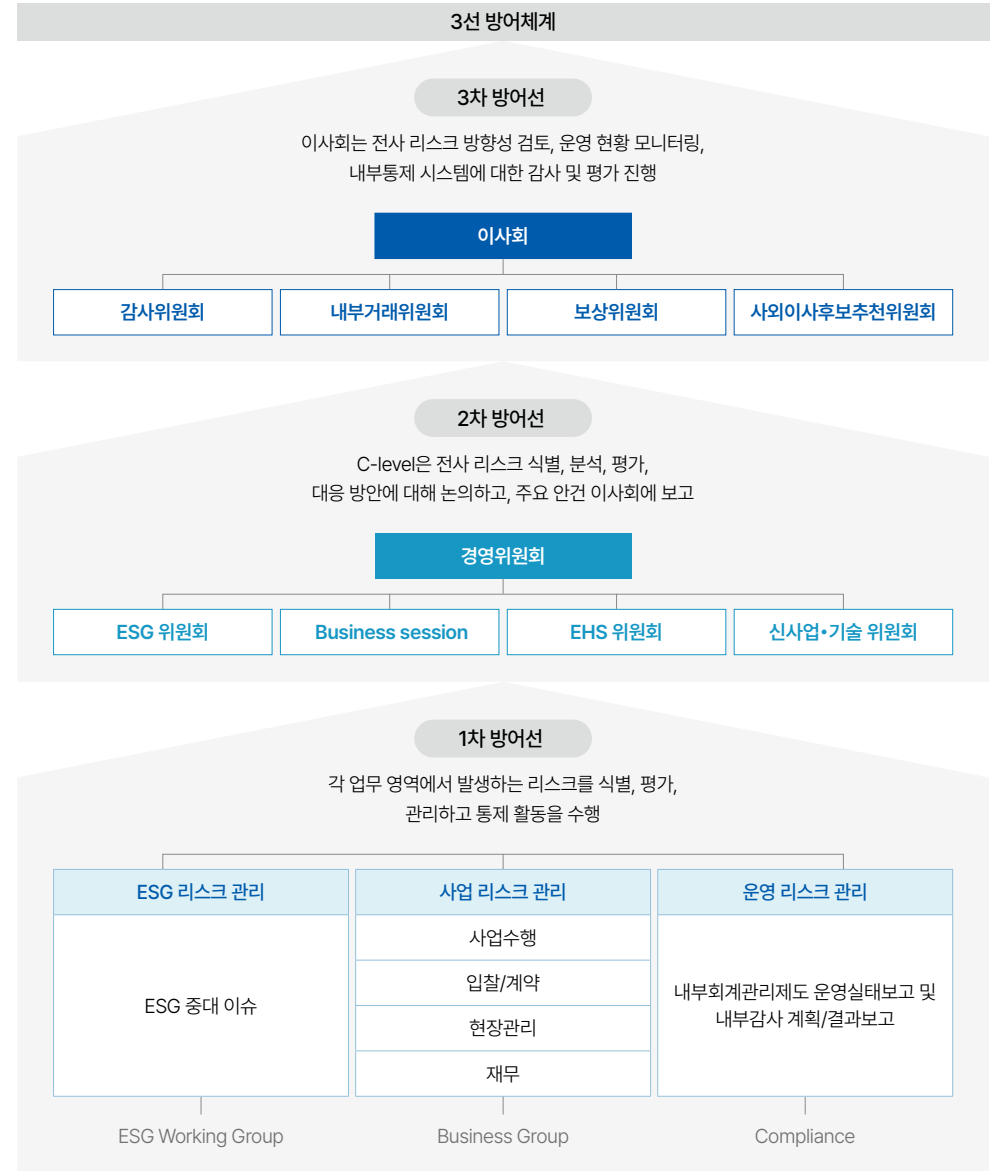 3선 방어체계
3차 방어선
이사회는 전사 리스크 방향성 검토, 운영 현황 모니터링,
내부통제 시스템에 대한 감사 및 평가 진행
이사회
감사위원회
내부거래위원회
보상위원회
사외이사후보추천위원회
2차 방어선
C-level은 전사 리스크 식별, 분석, 평가,
대응 방안에 대해 논의하고, 주요 안건 이사회에 보고
경영위원회
ESG 위원회
Business session
EHS 위원회
신사업•기술 위원회
1차 방어선
각 업무 영역에서 발생하는 리스크를 식별, 평가,
관리하고 통제 활동을 수행
ESG 리스크 관리
사업 리스크 관리
운영 리스크 관리
ESG 중대 이슈
사업수행
입찰/계약
현장관리
재무
내부회계관리제도 운영실태보고 및
내부감사 계획/결과보고
ESG Working Group
Business Group
Compliance